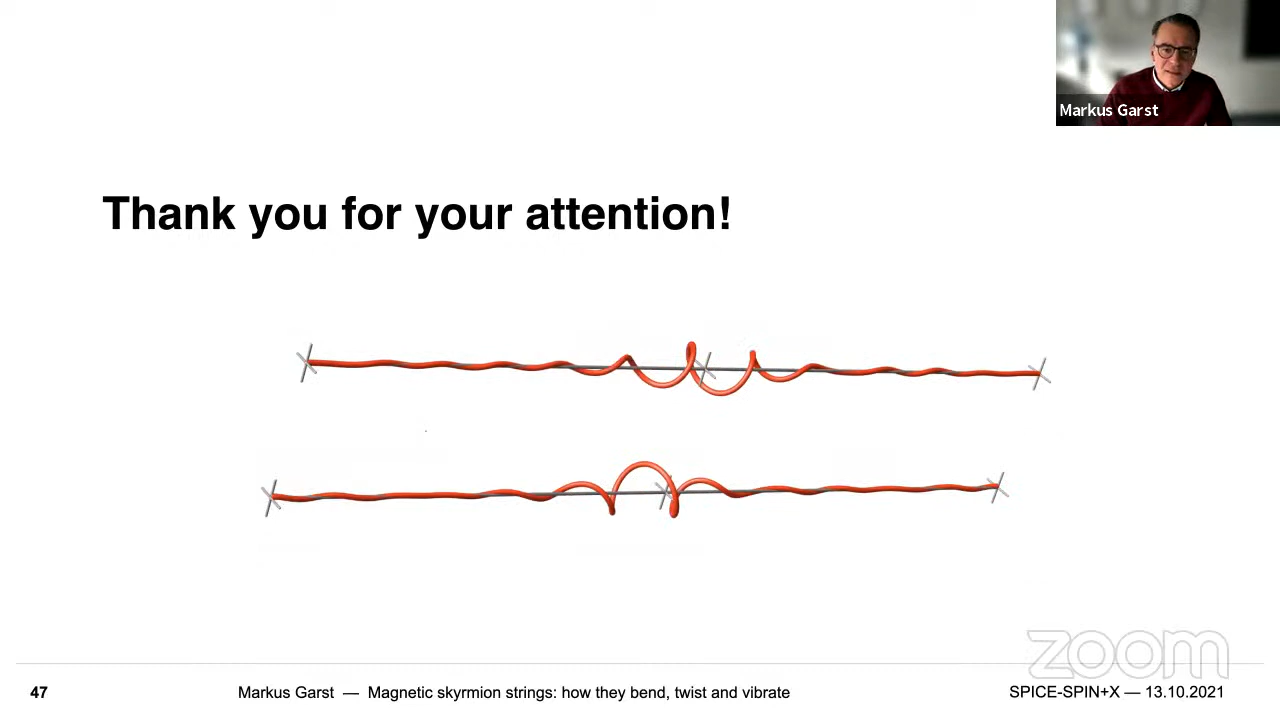 Markus Garst
Thank you for your attention!
zoom
47
Markus Garst — Magnetic skyrmion strings: how they bend, twist and vibrate
SPICE-SPIN+X — 13.10.2021